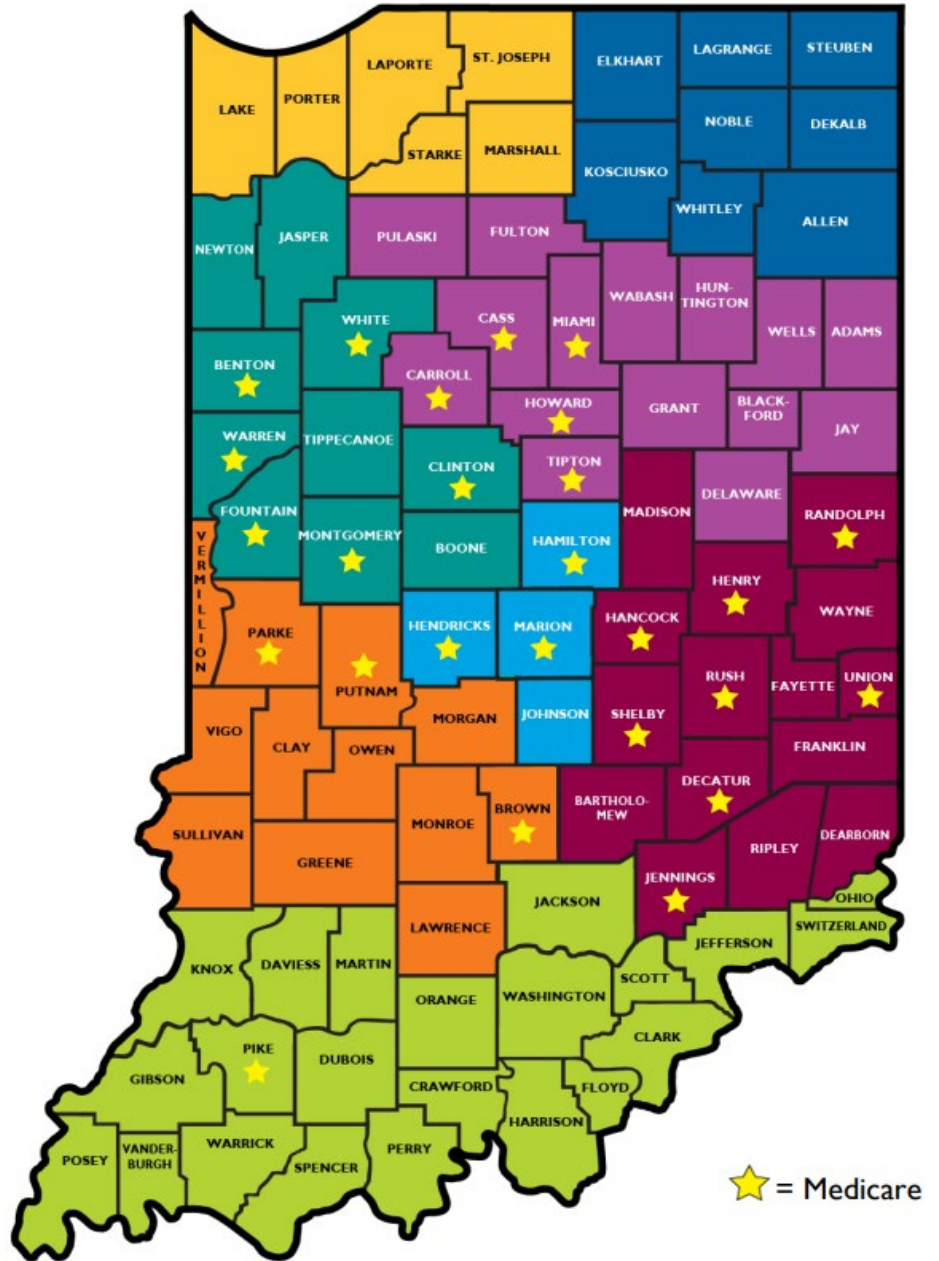 LAKE
PORTER
LAPORTE
ST. JOSEPH
ELKHART
LAGRANGE
STEUBEN
STARKE
MARSHALL
KOSCIUSKO
NOBLE
DEKALB
WHITLEY
ALLEN
NEWTON
JASPER
PULASKI
FULTON
WHITE
CASS
MIAMI
WABASH
HUN-
TINGTON
WELLS
ADAMS
BENTON
CARROLL
HOWARD
GRANT
BLACK-
FORD
JAY
WARREN
TIPPECANOE
CLINTON
TIPTON
MADISON
DELAWARE
RANDOLPH
FOUNTAIN
MONTGOMERY
BOONE
HAMILTON
HENRY
WAYNE
VERMILLION
PARKE
PUTNAM
HENDRICKS
MARION
HANCOCK
RUSH
FAYETTE
UNION
VIGO
CLAY
OWEN
MORGAN
JOHNSON
SHELBY
FRANKLIN
SULLIVAN
GREENE
MONROE
BROWN
BARTHOLO-
MEW
DECATUR
RIPLEY
DEARBORN
LAWRENCE
JACKSON
JENNINGS
OHIO
SWITZERLAND
JEFFERSON
KNOX
DAVIESS
MARTIN
ORANGE
WASHINGTON
SCOTT
CLARK
GIBSON
PIKE
DUBOIS
CRAWFORD
HARRISON
FLOYD
POSEY
VANDER-
BURGH
WARRICK
SPENCER
PERRY
= Medicare